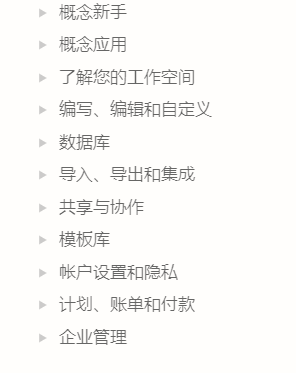 概念新手
概念应用
了解您的工作空间
编写、编辑和自定义
数据库
导入、导出和集成
共享与协作
模板库
帐户设置和隐私
计划、账单和付款
企业管理